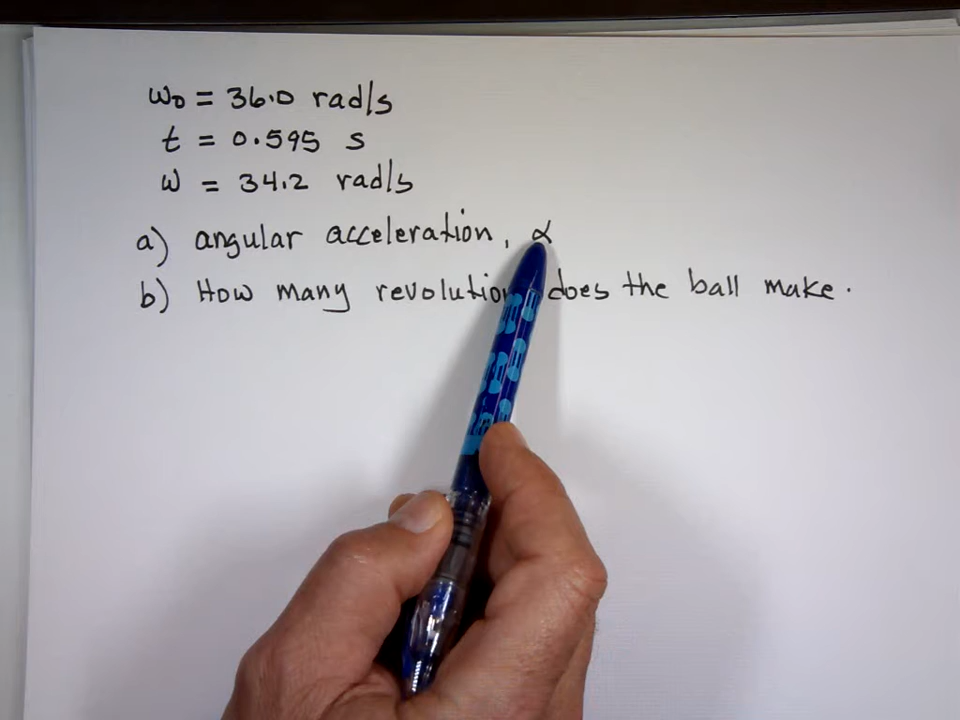 ω₀ = 36.0 rad/s
t = 0.595 s
ω = 34.2 rad/s
a) angular acceleration, α
b) How many revolution does the ball make.